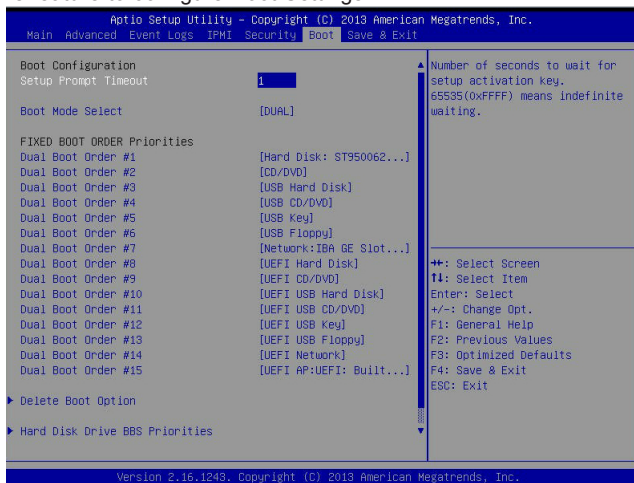 Aptio Setup Utility – Copyright (C) 2013 American Megatrends, Inc.
Main Advanced Event Logs IPMI Security Boot Save & Exit
Boot Configuration
Setup Prompt Timeout 1
Boot Mode Select [DUAL]
FIXED BOOT ORDER Priorities
Dual Boot Order #1 [Hard Disk: ST950062...]
Dual Boot Order #2 [CD/DVD]
Dual Boot Order #3 [USB Hard Disk]
Dual Boot Order #4 [USB CD/DVD]
Dual Boot Order #5 [USB Key]
Dual Boot Order #6 [USB Floppy]
Dual Boot Order #7 [Network:IBA GE Slot...]
Dual Boot Order #8 [UEFI Hard Disk]
Dual Boot Order #9 [UEFI CD/DVD]
Dual Boot Order #10 [UEFI USB Hard Disk]
Dual Boot Order #11 [UEFI USB CD/DVD]
Dual Boot Order #12 [UEFI USB Key]
Dual Boot Order #13 [UEFI USB Floppy]
Dual Boot Order #14 [UEFI Network]
Dual Boot Order #15 [UEFI AP:UEFI: Built...]
Delete Boot Option
Hard Disk Drive BBS Priorities
Number of seconds to wait for
setup activation key.
65535(0xFFFF) means indefinite
waiting.
→←: Select Screen
↑↓: Select Item
Enter: Select
+/-: Change Opt.
F1: General Help
F2: Previous Values
F3: Optimized Defaults
F4: Save & Exit
ESC: Exit
Version 2.16.1243. Copyright (C) 2013 American Megatrends, Inc.